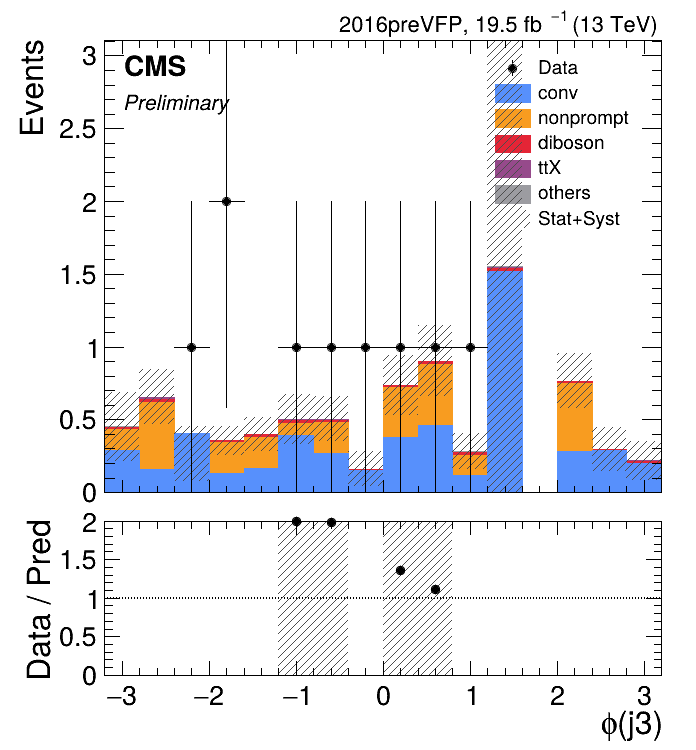 2016preVFP, 19.5 fb⁻¹ (13 TeV)
Events
3
2.5
2
1.5
1
0.5
0
CMS
Preliminary
Data
conv
nonprompt
diboson
ttX
others
Stat+Syst
Data / Pred
2
1.5
1
0.5
0
−3 −2 −1 0 1 2 3
ϕ(j3)